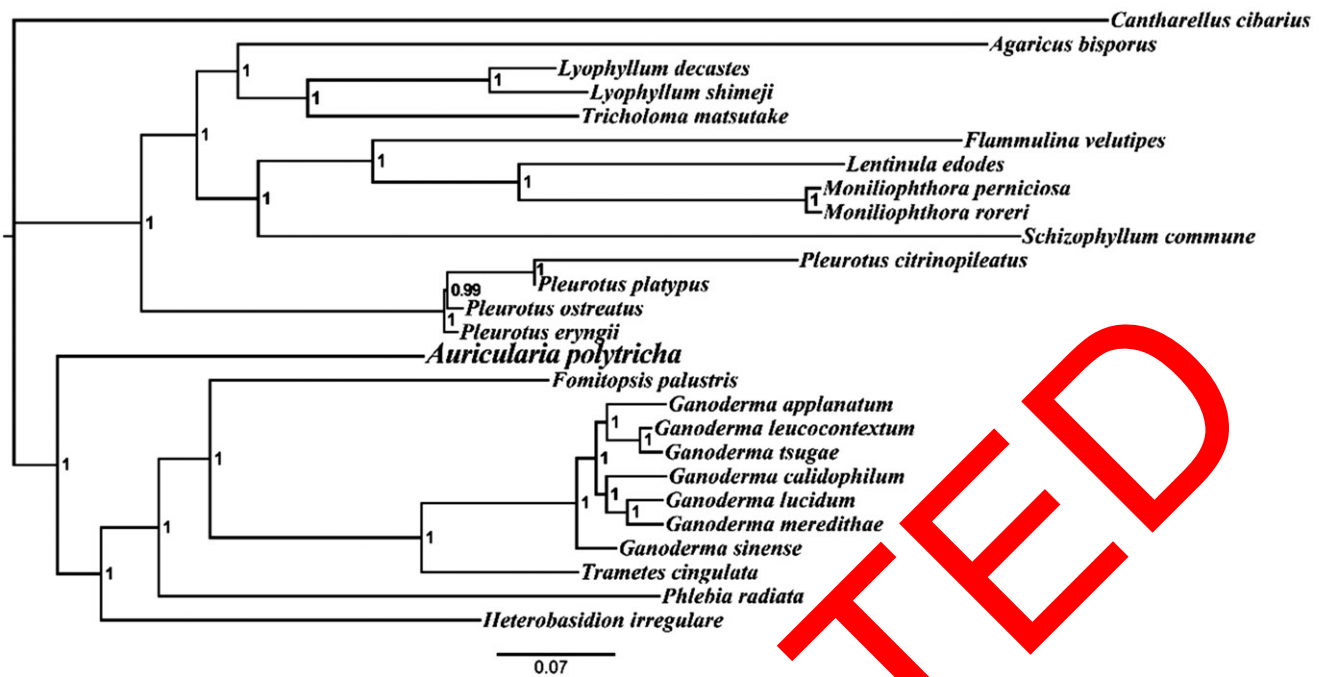 Cantharellus cibarius
Agaricus bisporus
1
Lyophyllum decastes
1
Lyophyllum shimeji
1
Tricholoma matsutake
1
Flammulina velutipes
1
Lentinula edodes
1
Moniliophthora perniciosa
1
Moniliophthora roreri
1
Schizophyllum commune
1
Pleurotus citrinopileatus
1
Pleurotus platypus
0.99
Pleurotus ostreatus
1
Pleurotus eryngii
Auricularia polytricha
Fomitopsis palustris
Ganoderma applanatum
1
Ganoderma leucocontextum
1
Ganoderma tsugae
1
1
1
Ganoderma calidophilum
1
Ganoderma lucidum
1
1
Ganoderma meredithae
1
1
Ganoderma sinense
Trametes cingulata
1
Phlebia radiata
Heterobasidion irregulare
0.07
TED